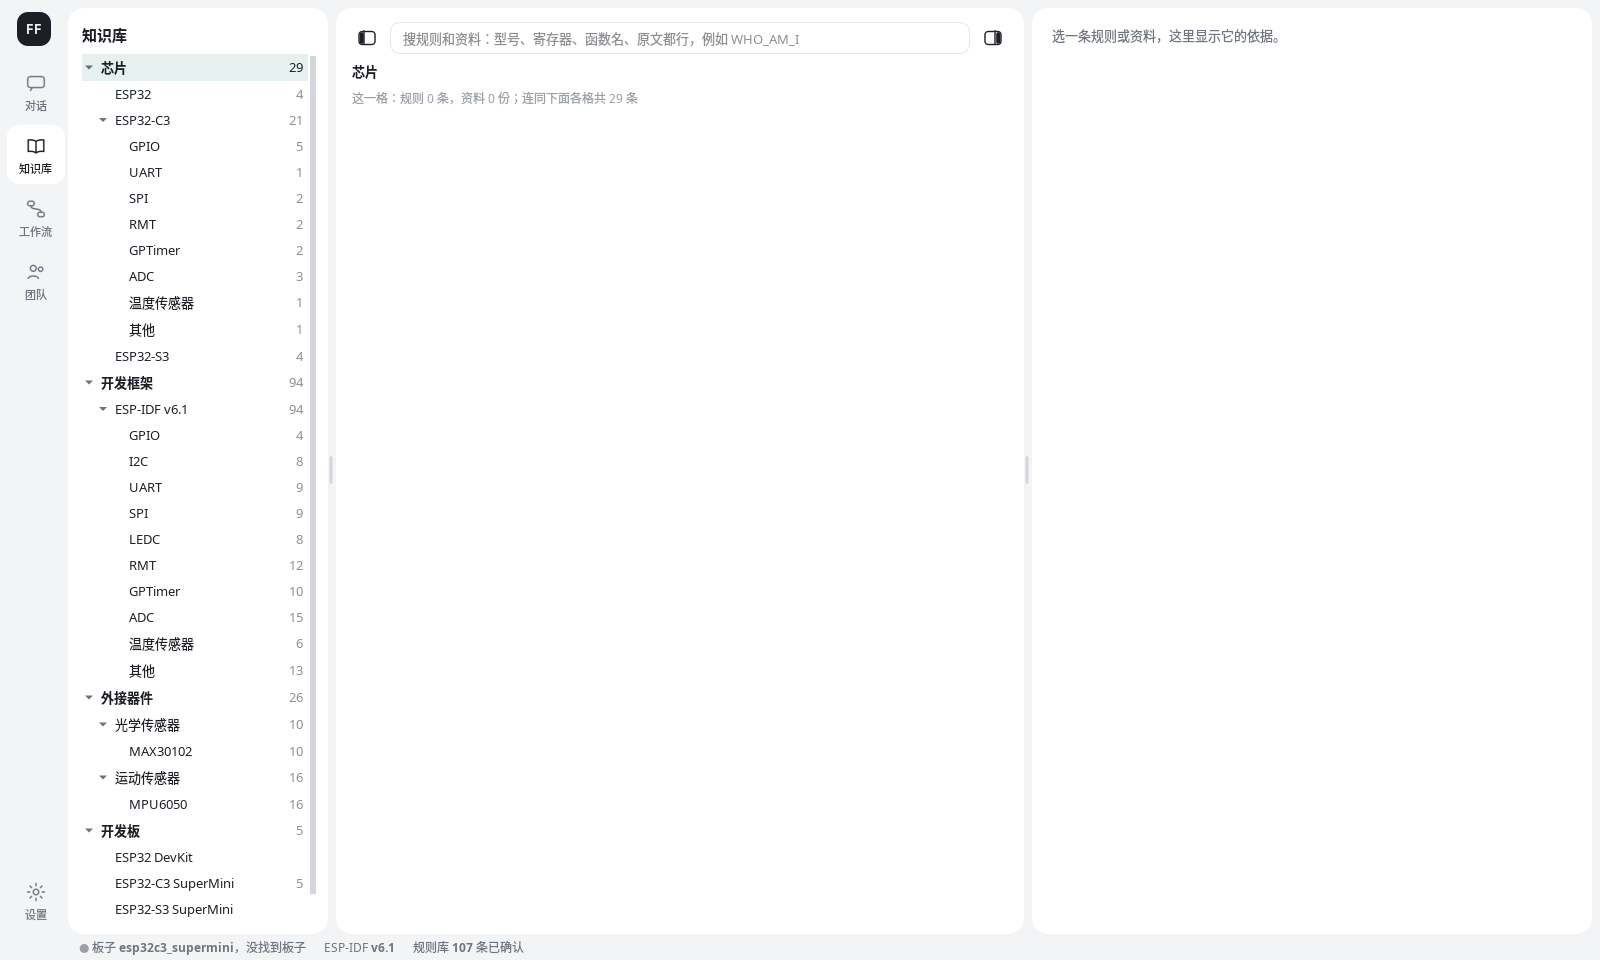 FF
对话
知识库
工作流
团队
设置
知识库
芯片 29
ESP32 4
ESP32-C3 21
GPIO 5
UART 1
SPI 2
RMT 2
GPTimer 2
ADC 3
温度传感器 1
其他 1
ESP32-S3 4
开发框架 94
ESP-IDF v6.1 94
GPIO 4
I2C 8
UART 9
SPI 9
LEDC 8
RMT 12
GPTimer 10
ADC 15
温度传感器 6
其他 13
外接器件 26
光学传感器 10
MAX30102 10
运动传感器 16
MPU6050 16
开发板 5
ESP32 DevKit
ESP32-C3 SuperMini 5
ESP32-S3 SuperMini
搜规则和资料：型号、寄存器、函数名、原文都行，例如 WHO_AM_I
芯片
这一格：规则 0 条，资料 0 份；连同下面各格共 29 条
选一条规则或资料，这里显示它的依据。
板子 esp32c3_supermini，没找到板子 ESP-IDF v6.1 规则库 107 条已确认